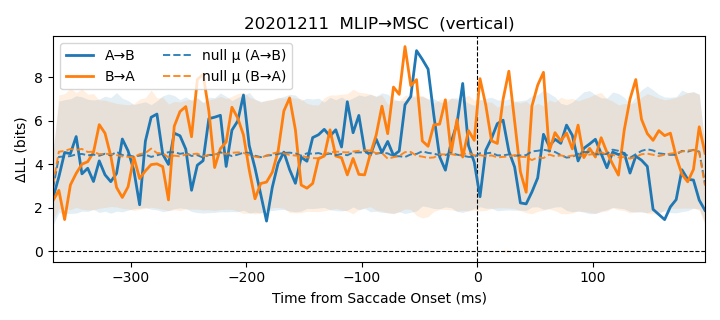 20201211  MLIP→MSC  (vertical)
A→B
B→A
null μ (A→B)
null μ (B→A)
ΔLL (bits)
8
6
4
2
0
−300
−200
−100
0
100
Time from Saccade Onset (ms)